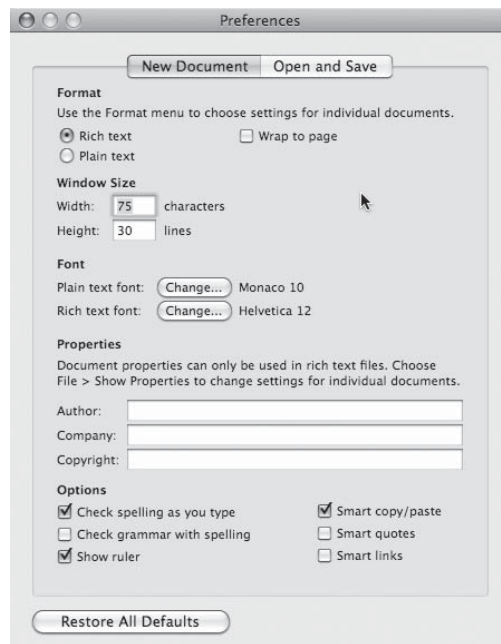 Preferences
New Document Open and Save
Format
Use the Format menu to choose settings for individual documents.
Rich text Wrap to page
Plain text
Window Size
Width: 75 characters
Height: 30 lines
Font
Plain text font: Change... Monaco 10
Rich text font: Change... Helvetica 12
Properties
Document properties can only be used in rich text files. Choose
File > Show Properties to change settings for individual documents.
Author:
Company:
Copyright:
Options
Check spelling as you type Smart copy/paste
Check grammar with spelling Smart quotes
Show ruler Smart links
Restore All Defaults